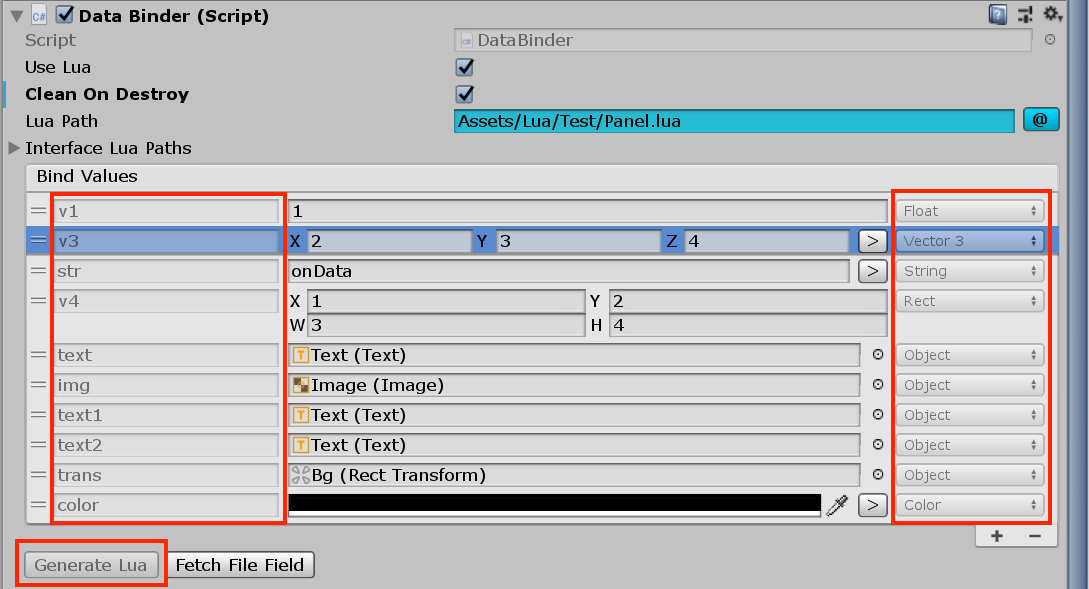 Data Binder (Script)
Script DataBinder
Use Lua
Clean On Destroy
Lua Path Assets/Lua/Test/Panel.lua @
Interface Lua Paths
Bind Values
v1 1 Float
v3 X 2 Y 3 Z 4 > Vector 3
str onData > String
v4 X 1 Y 2 Rect
W 3 H 4
text Text (Text) Object
img Image (Image) Object
text1 Text (Text) Object
text2 Text (Text) Object
trans Bg (Rect Transform) Object
color > Color
+ −
Generate Lua Fetch File Field